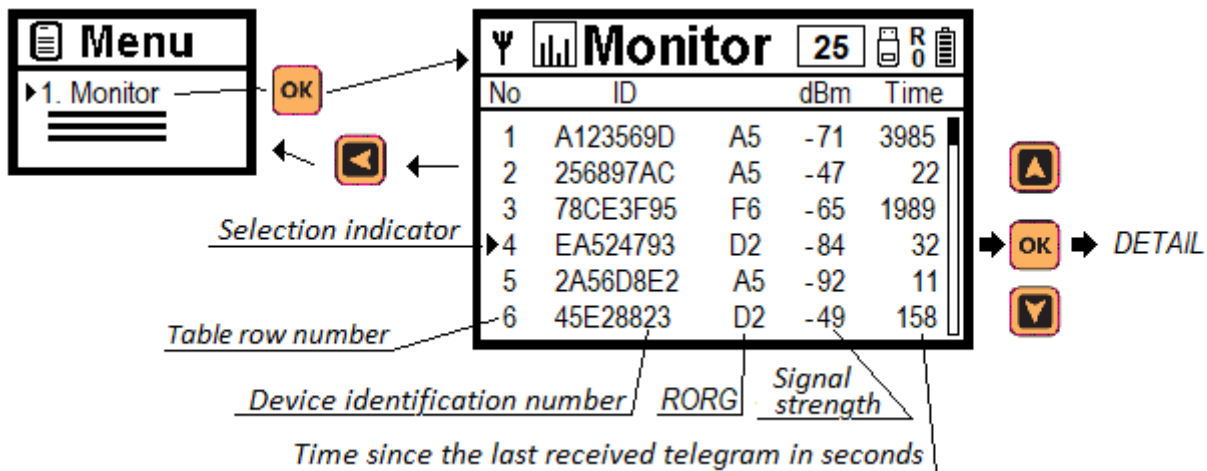 Menu
1. Monitor
OK
Monitor 25 R 0
No ID dBm Time
1 A123569D A5 -71 3985
2 256897AC A5 -47 22
3 78CE3F95 F6 -65 1989
4 EA524793 D2 -84 32
5 2A56D8E2 A5 -92 11
6 45E28823 D2 -49 158
OK DETAIL
Selection indicator
Table row number
Device identification number
RORG
Signal
strength
Time since the last received telegram in seconds